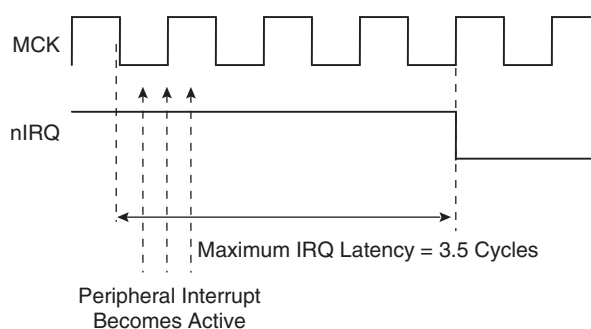 MCK
nIRQ
Maximum IRQ Latency = 3.5 Cycles
Peripheral Interrupt
Becomes Active